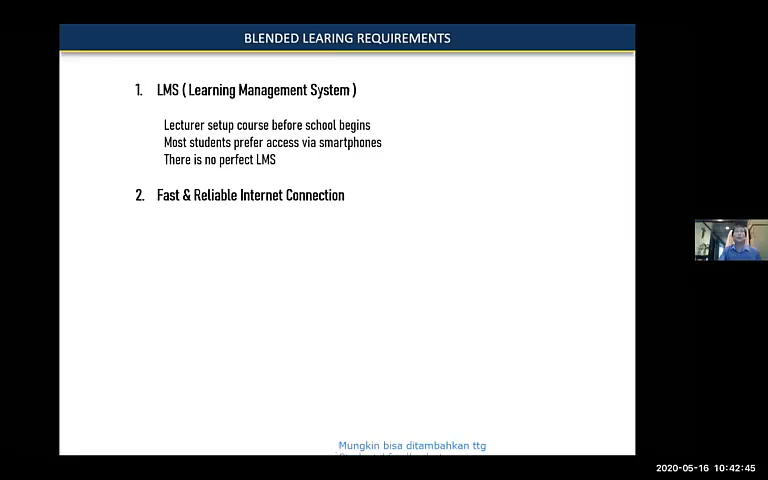 BLENDED LEARING REQUIREMENTS
1. LMS ( Learning Management System )
Lecturer setup course before school begins
Most students prefer access via smartphones
There is no perfect LMS
2. Fast & Reliable Internet Connection
Mungkin bisa ditambahkan ttg
2020-05-16 10:42:45